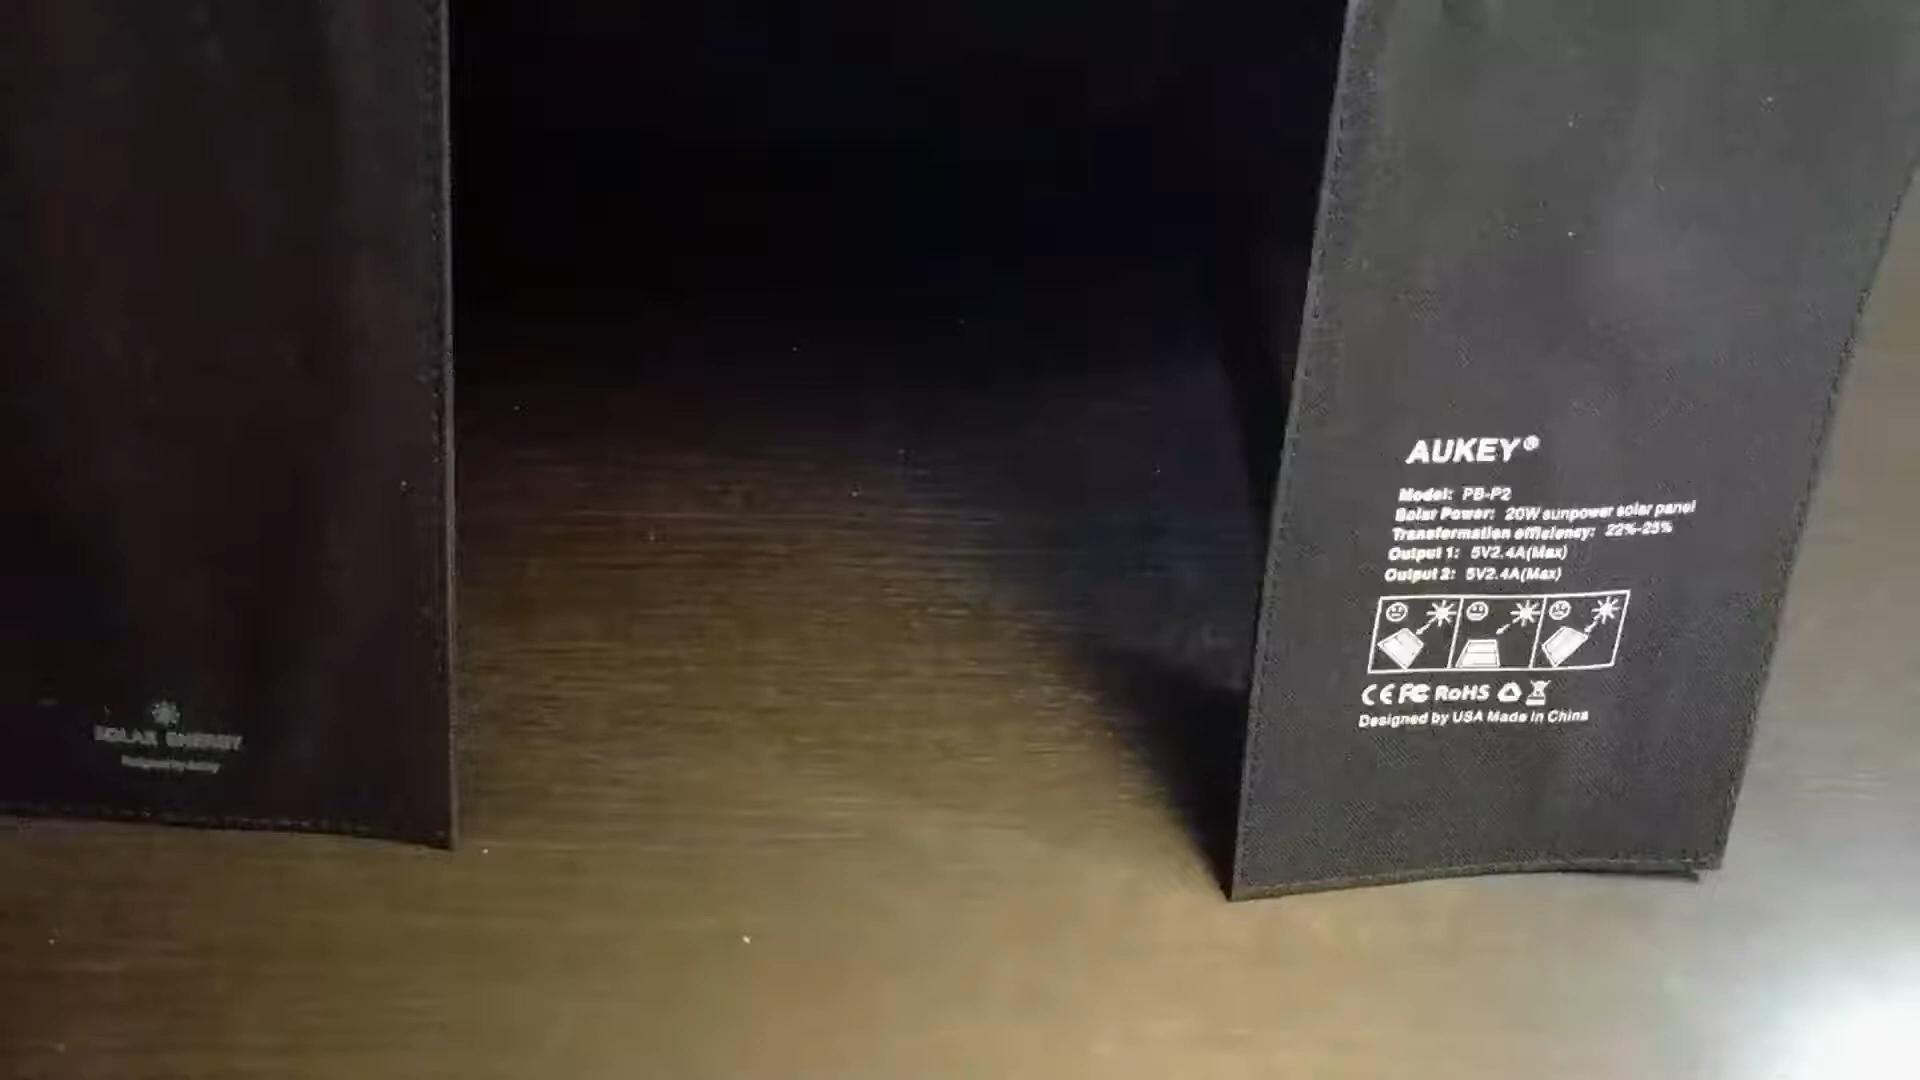 AUKEY®
Model: PB-P2
Solar Power: 20W sunpower solar panel
Transformation efficiency: 22%-25%
Output 1: 5V2.4A(Max)
Output 2: 5V2.4A(Max)
CE FC RoHS
Designed by USA Made in China
SOLAR ENERGY